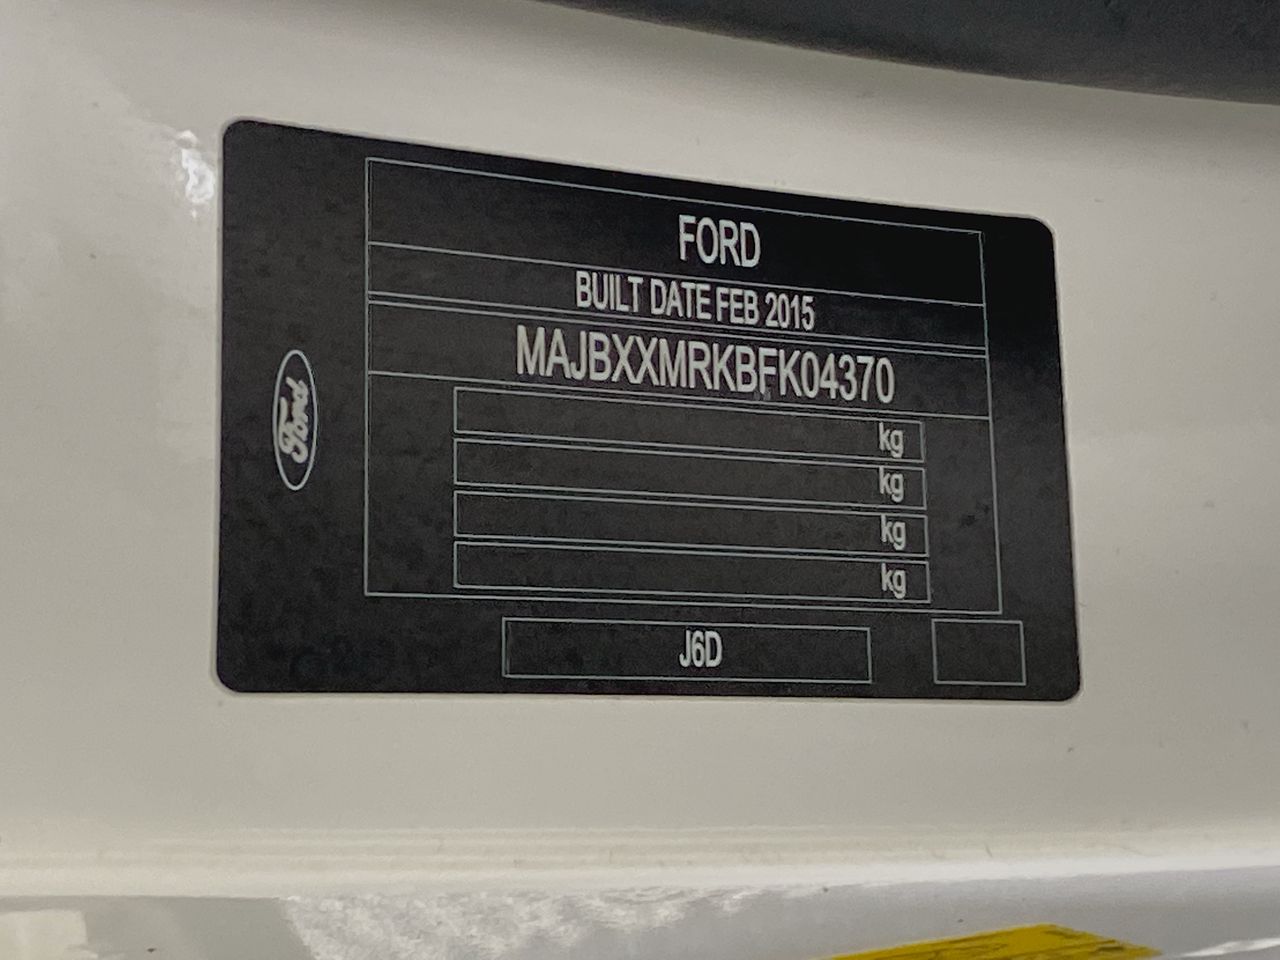 FORD
BUILT DATE FEB 2015
MAJBXXMRKBFK04370
Ford
kg
kg
kg
kg
J6D